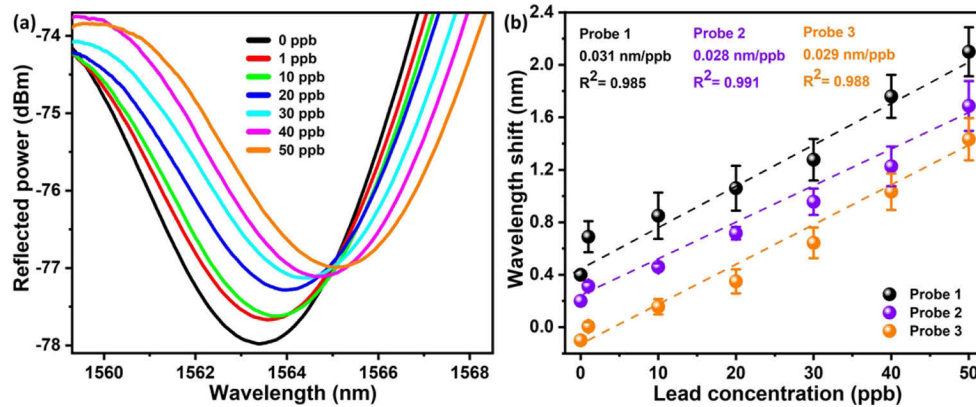 (a)
-74
-75
-76
-77
-78
Reflected power (dBm)
0 ppb
1 ppb
10 ppb
20 ppb
30 ppb
40 ppb
50 ppb
1560 1562 1564 1566 1568
Wavelength (nm)
(b)
2.4
2.0
1.6
1.2
0.8
0.4
0.0
Wavelength shift (nm)
Probe 1 Probe 2 Probe 3
0.031 nm/ppb 0.028 nm/ppb 0.029 nm/ppb
R²= 0.985 R²= 0.991 R²= 0.988
Probe 1
Probe 2
Probe 3
0 10 20 30 40 50
Lead concentration (ppb)